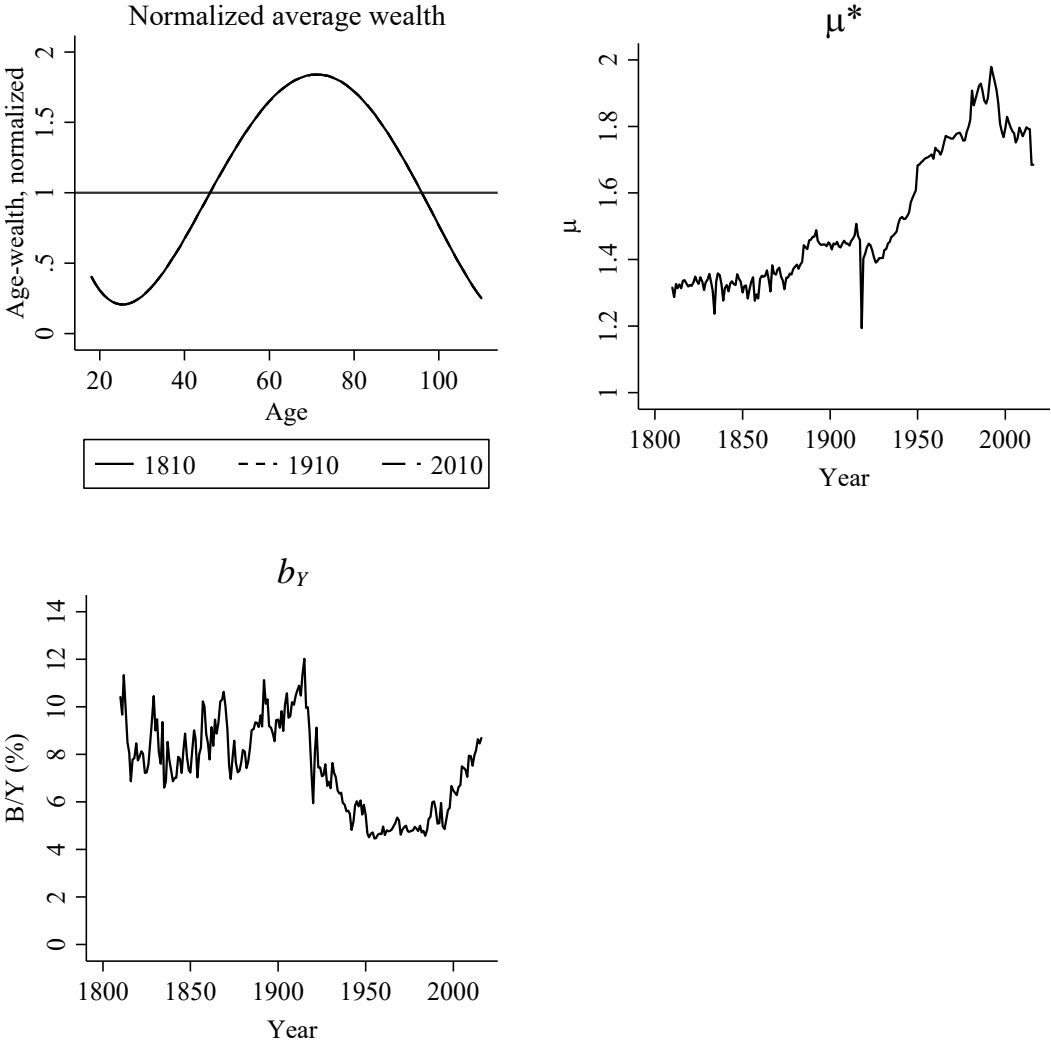 Normalized average wealth
Age-wealth, normalized
2
1.5
1
.5
0
20 40 60 80 100
Age
1810 1910 2010
μ*
μ
2
1.8
1.6
1.4
1.2
1
1800 1850 1900 1950 2000
Year
bY
B/Y (%)
14
12
10
8
6
4
2
0
1800 1850 1900 1950 2000
Year